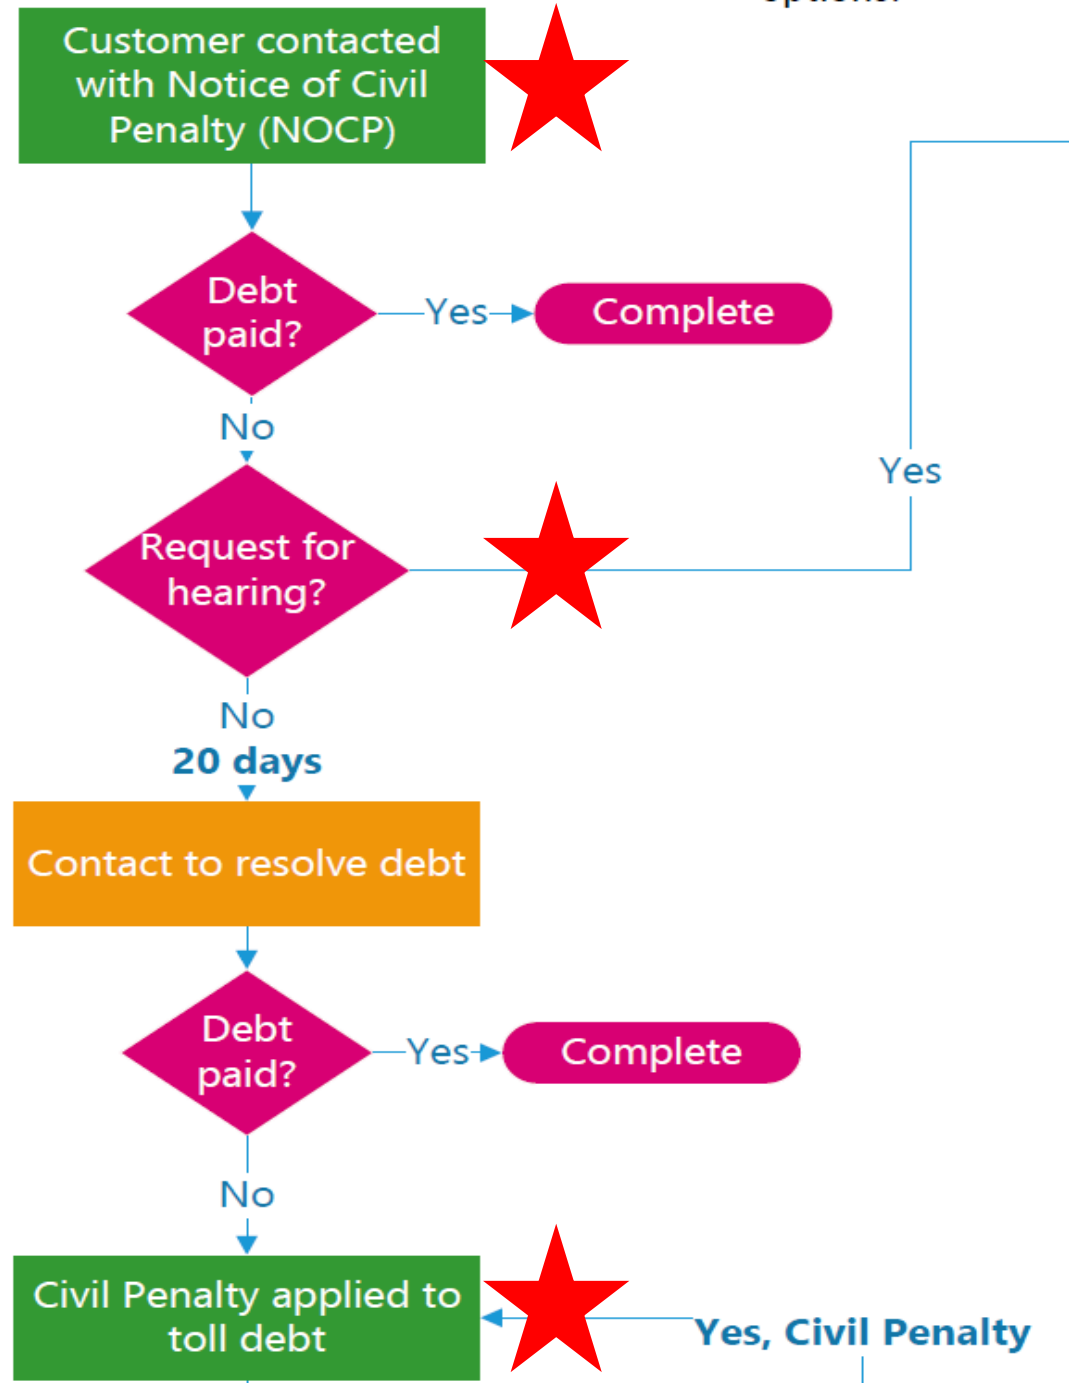 Customer contacted
with Notice of Civil
Penalty (NOCP)
Debt
paid?
Yes
Complete
No
Request for
hearing?
Yes
No
20 days
Contact to resolve debt
Debt
paid?
Yes
Complete
No
Civil Penalty applied to
toll debt
Yes, Civil Penalty